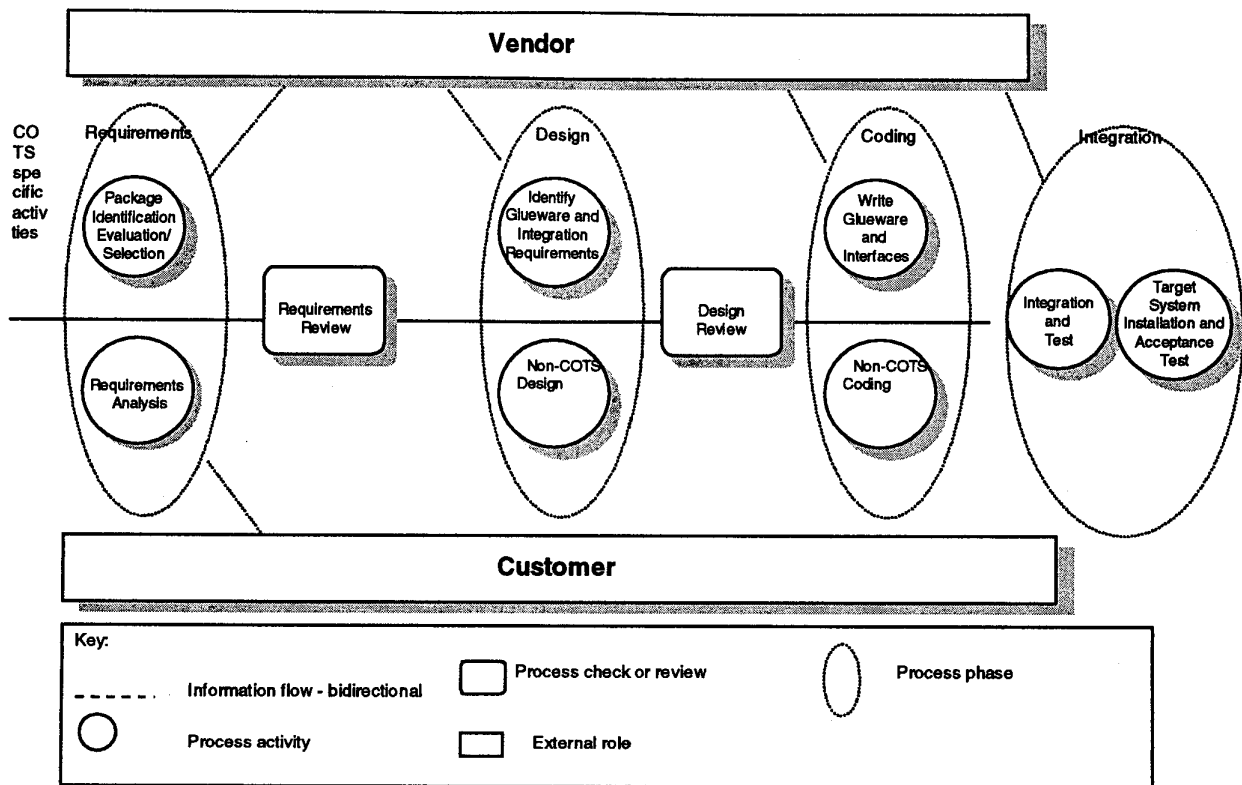 Vendor
CO
TS
spe
cific
activ
ties
Requirements
Package
Identification
Evaluation/
Selection
Requirements
Analysis
Requirements
Review
Design
Identify
Glueware and
Integration
Requirements
Non-COTS
Design
Design
Review
Coding
Write
Glueware
and
Interfaces
Non-COTS
Coding
Integration
Integration
and
Test
Target
System
Installation and
Acceptance
Test
Customer
Key:
Information flow - bidirectional
Process activity
Process check or review
External role
Process phase